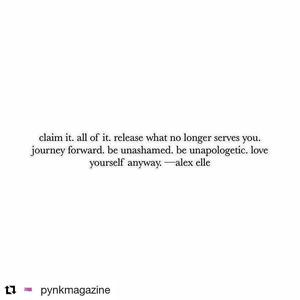 claim it. all of it. release what no longer serves you.
journey forward. be unashamed. be unapologetic. love
yourself anyway. —alex elle
pynkmagazine